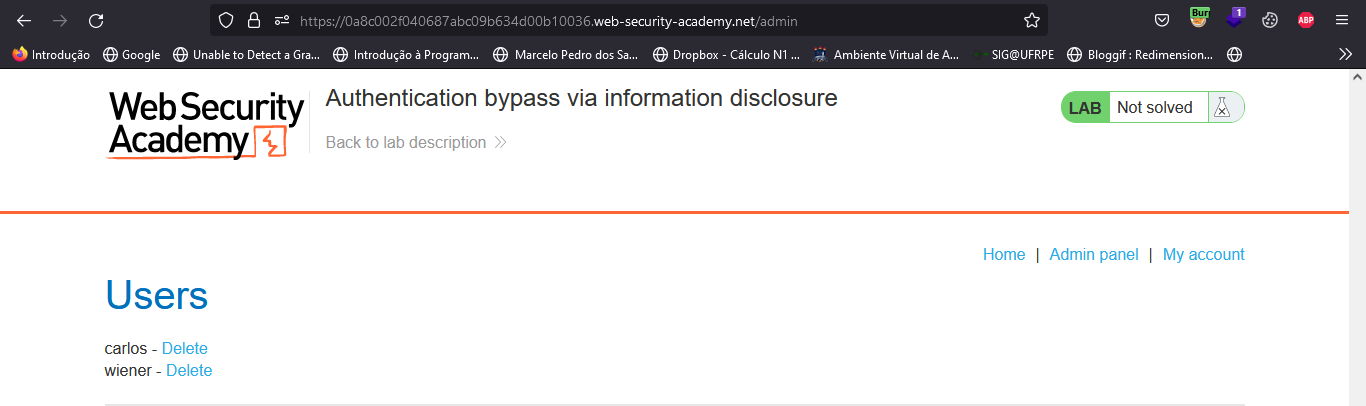 https://0a8c002f040687abc09b634d00b10036.web-security-academy.net/admin
Burr
1
ABP
Introdução Google Unable to Detect a Gra... Introdução à Program... Marcelo Pedro dos Sa... Dropbox - Cálculo N1 ... Ambiente Virtual de A... SIG@UFRPE Bloggif : Redimension...
Web Security
Academy
Authentication bypass via information disclosure
Back to lab description
LAB Not solved
Home | Admin panel | My account
Users
carlos - Delete
wiener - Delete